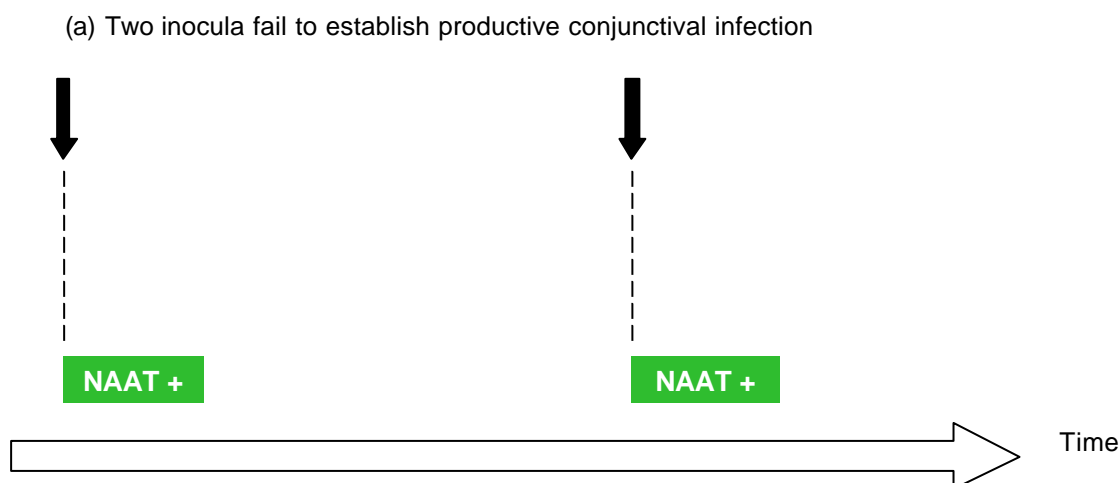 (a) Two inocula fail to establish productive conjunctival infection
NAAT + NAAT +
Time